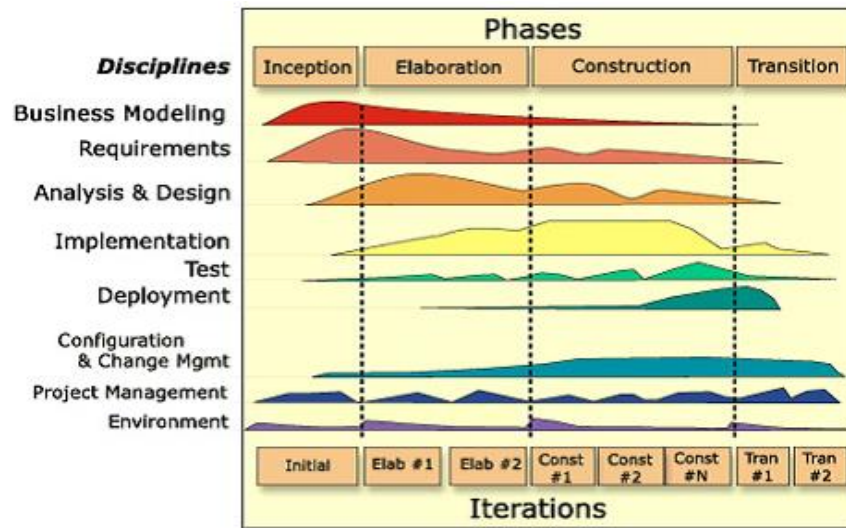 Phases
Disciplines
Inception
Elaboration
Construction
Transition
Business Modeling
Requirements
Analysis & Design
Implementation
Test
Deployment
Configuration
& Change Mgmt
Project Management
Environment
Initial
Elab #1
Elab #2
Const
#1
Const
#2
Const
#N
Tran
#1
Tran
#2
Iterations